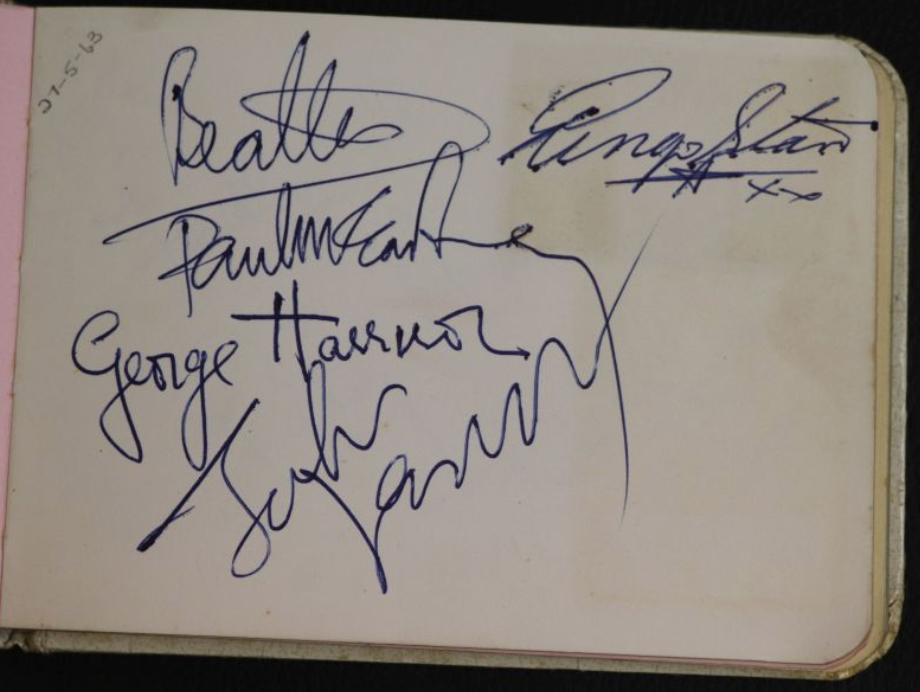 27-5-63
Beatles
Ringo Starr
xx
Paul McCartney
George Harrison
John Lennon